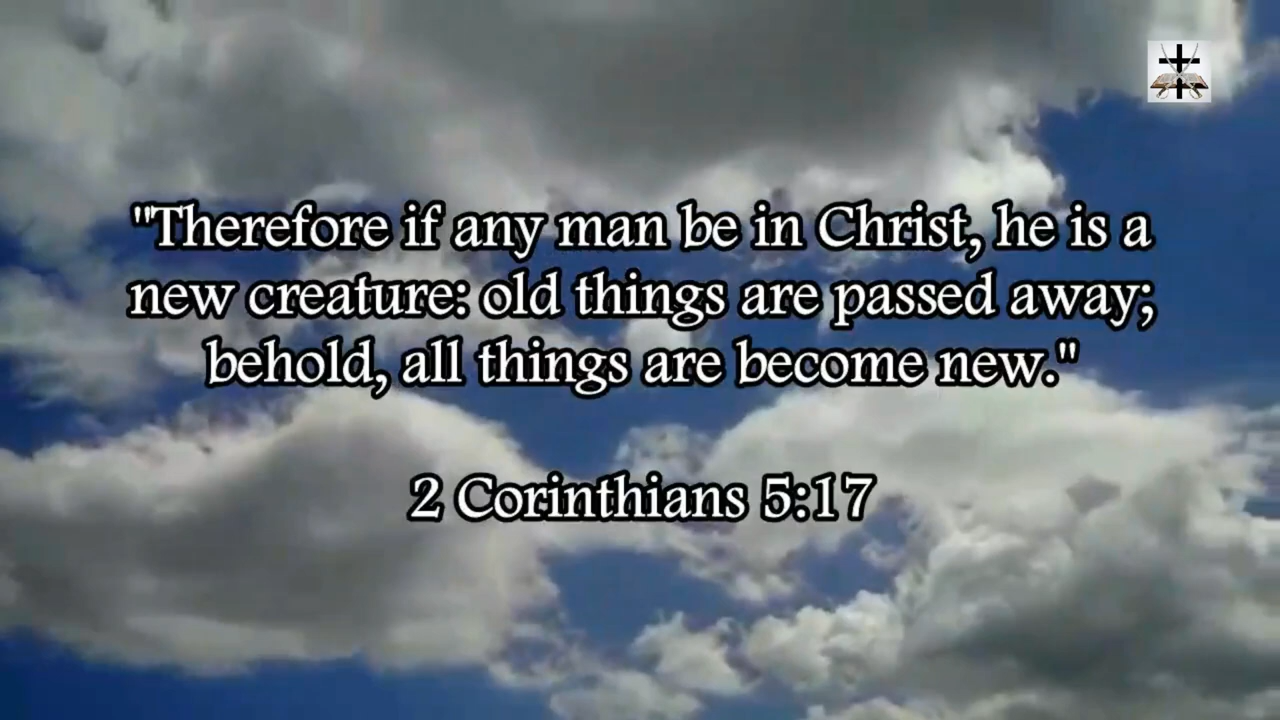 "Therefore if any man be in Christ, he is a
new creature: old things are passed away;
behold, all things are become new."
2 Corinthians 5:17